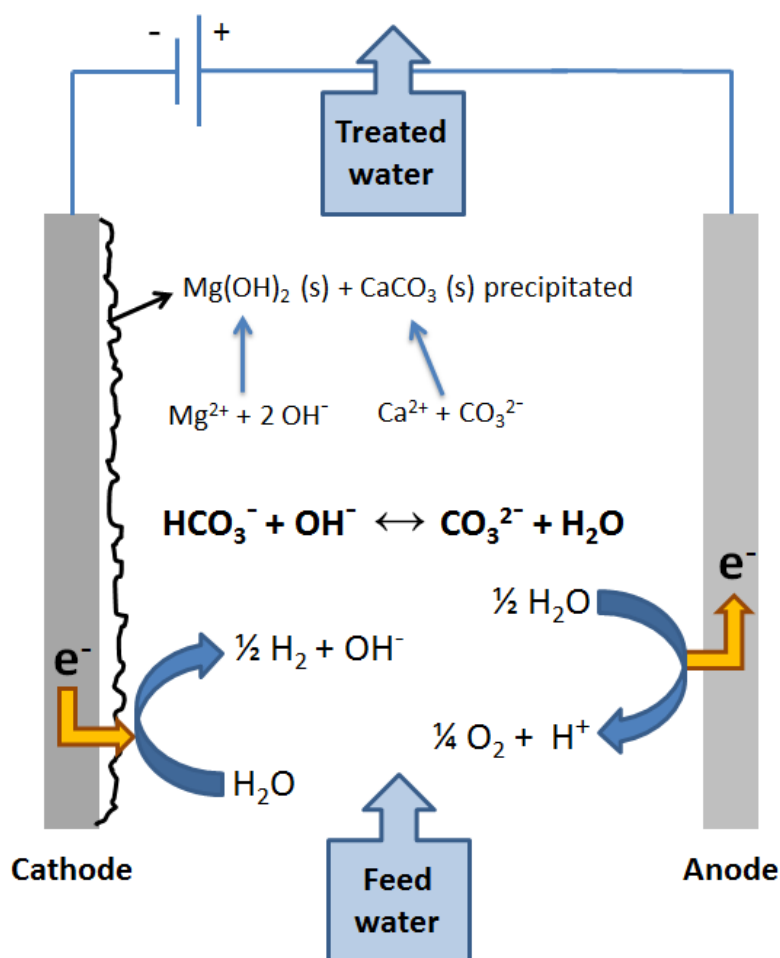 - +
Treated
water
Mg(OH)₂ (s) + CaCO₃ (s) precipitated
Mg²⁺ + 2 OH⁻ Ca²⁺ + CO₃²⁻
HCO₃⁻ + OH⁻ ↔ CO₃²⁻ + H₂O
e⁻
½ H₂O
e⁻
½ H₂ + OH⁻
¼ O₂ + H⁺
H₂O
Cathode
Feed
water
Anode